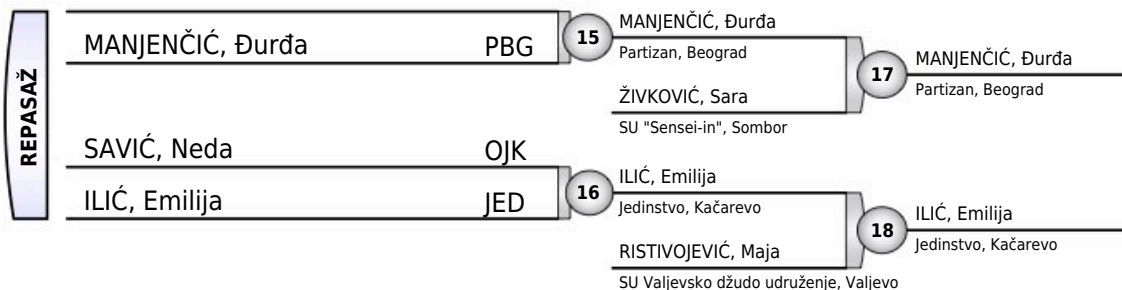 REPASAŽ
MANJENČIĆ, Đurđa PBG
SAVIĆ, Neda OJK
ILIĆ, Emilija JED
15
MANJENČIĆ, Đurđa
Partizan, Beograd
ŽIVKOVIĆ, Sara
SU "Sensei-in", Sombor
16
ILIĆ, Emilija
Jedinstvo, Kačarevo
RISTIVOJEVIĆ, Maja
SU Valjevsko džudo udruženje, Valjevo
17
MANJENČIĆ, Đurđa
Partizan, Beograd
18
ILIĆ, Emilija
Jedinstvo, Kačarevo